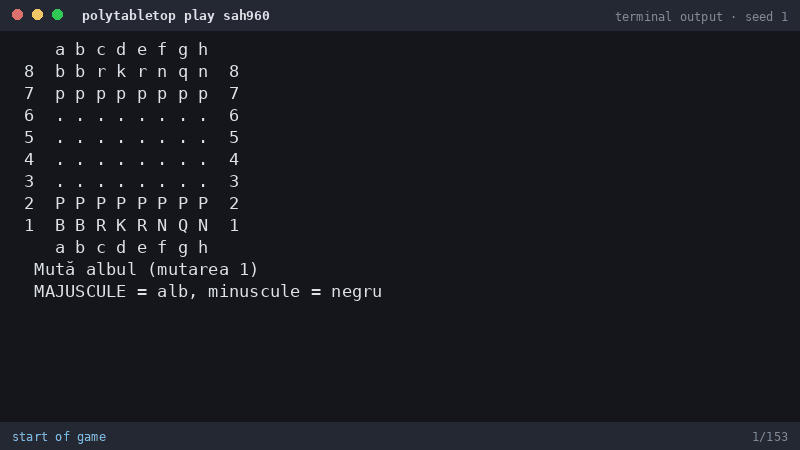 polytabletop play sah960
terminal output · seed 1
a b c d e f g h
8 b b r k r n q n 8
7 p p p p p p p p 7
6 . . . . . . . . 6
5 . . . . . . . . 5
4 . . . . . . . . 4
3 . . . . . . . . 3
2 P P P P P P P P 2
1 B B R K R N Q N 1
a b c d e f g h
Mută albul (mutarea 1)
MAJUSCULE = alb, minuscule = negru
start of game
1/153